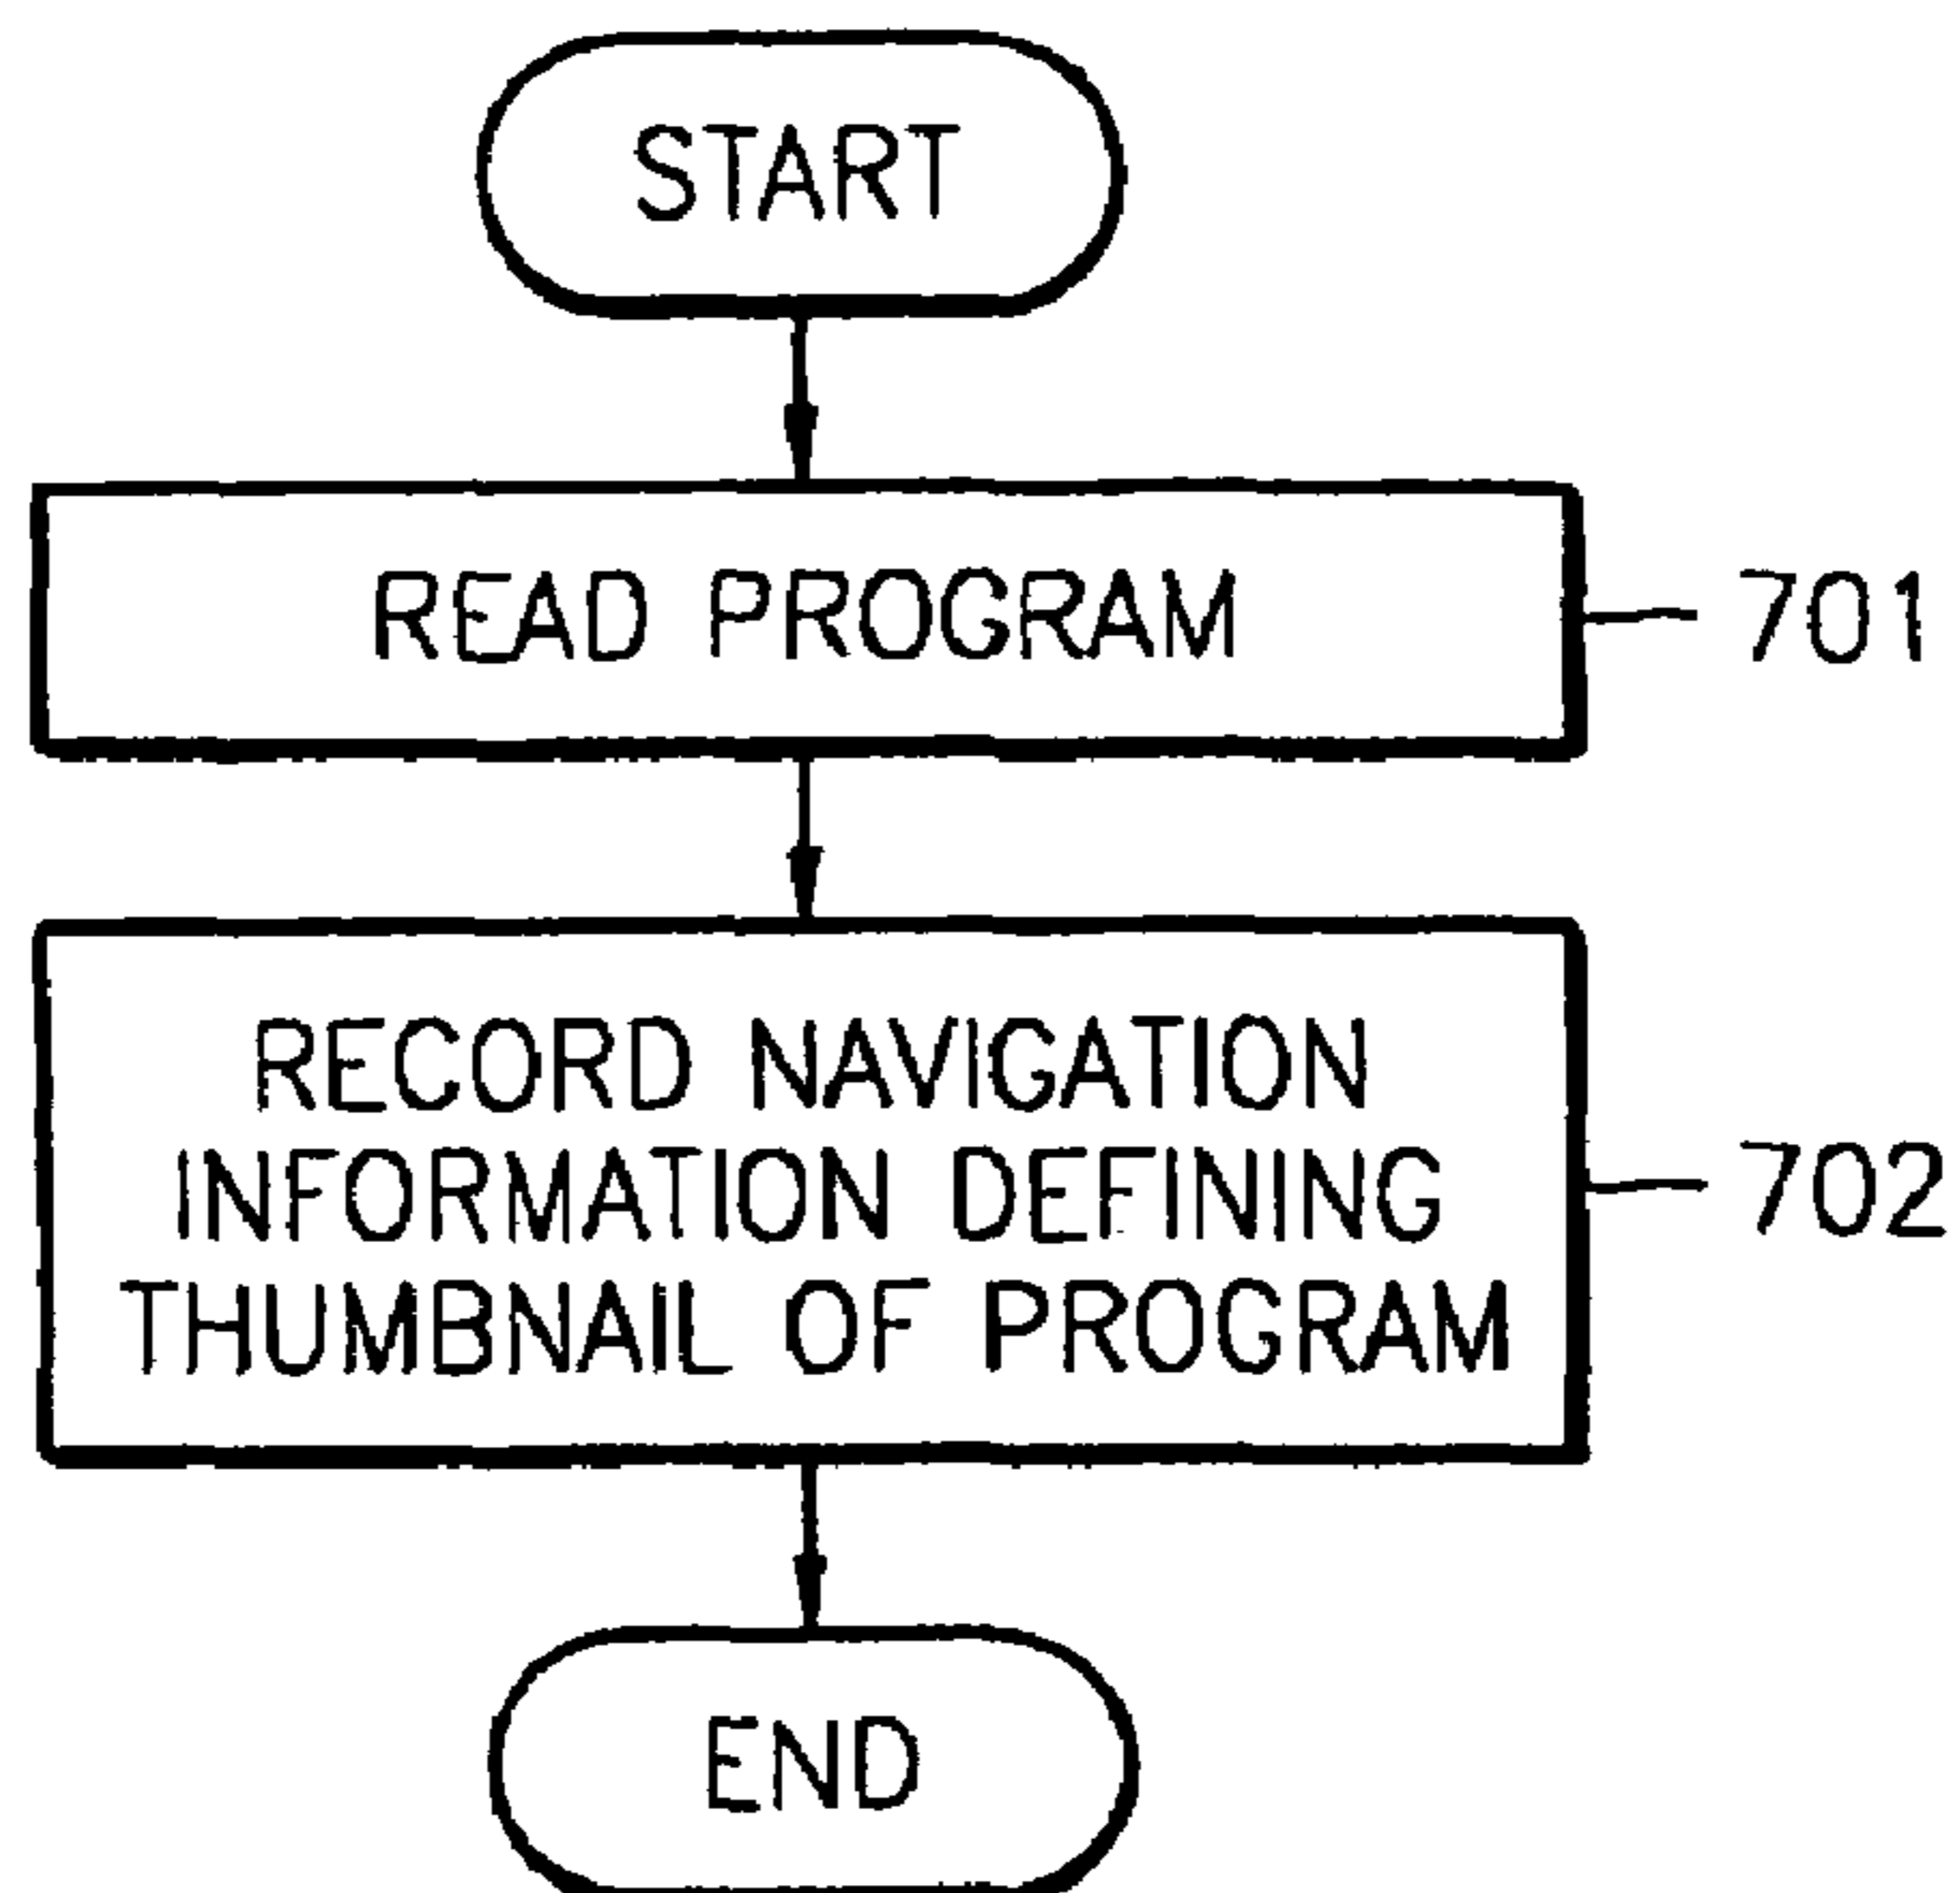 START
READ PROGRAM
701
RECORD NAVIGATION
INFORMATION DEFINING
THUMBNAIL OF PROGRAM
702
END